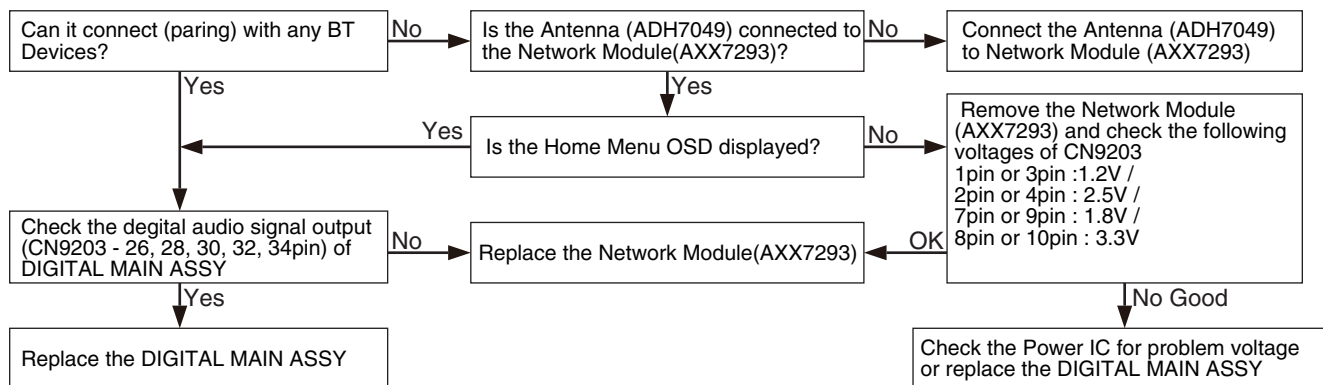 Can it connect (paring) with any BT
Devices?
No
Is the Antenna (ADH7049) connected to
the Network Module(AXX7293)?
No
Connect the Antenna (ADH7049)
to Network Module (AXX7293)
Yes
Yes
Yes
Is the Home Menu OSD displayed?
No
Remove the Network Module
(AXX7293) and check the following
voltages of CN9203
1pin or 3pin :1.2V /
2pin or 4pin : 2.5V /
7pin or 9pin : 1.8V /
8pin or 10pin : 3.3V
Check the degital audio signal output
(CN9203 - 26, 28, 30, 32, 34pin) of
DIGITAL MAIN ASSY
No
Replace the Network Module(AXX7293)
OK
Yes
No Good
Replace the DIGITAL MAIN ASSY
Check the Power IC for problem voltage
or replace the DIGITAL MAIN ASSY